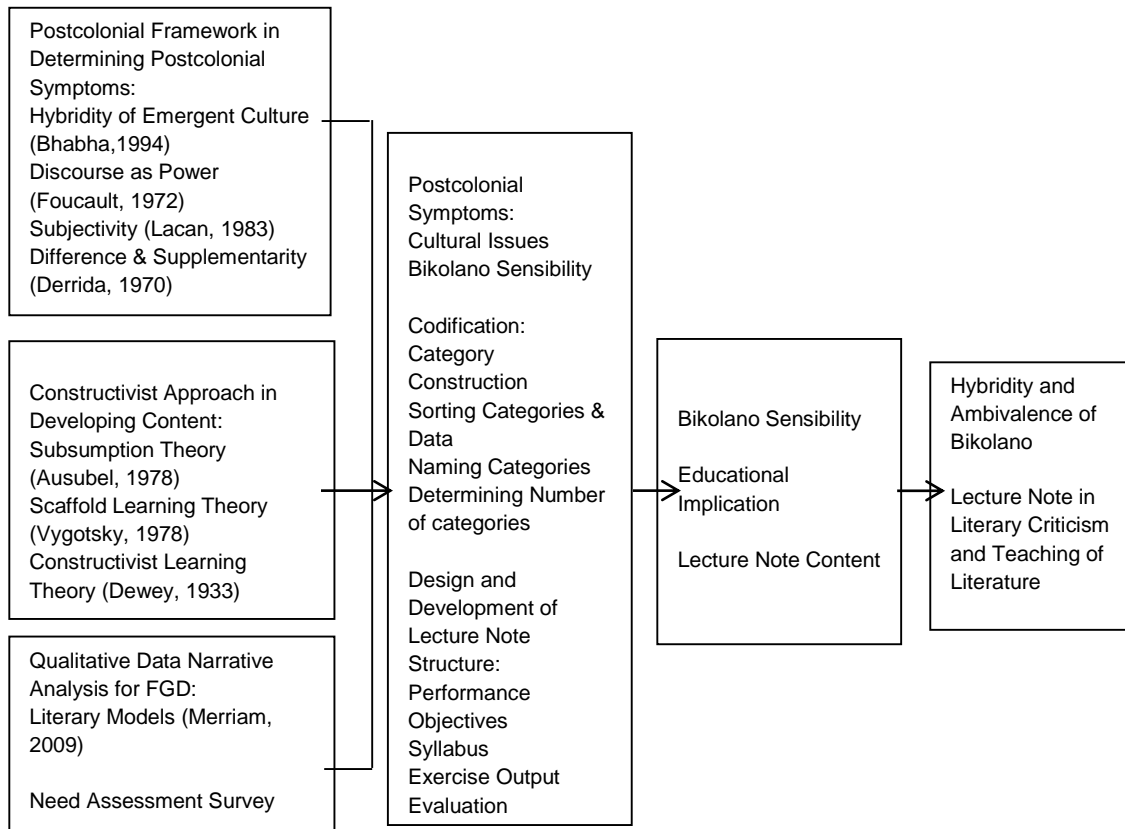 Postcolonial Framework in
Determining Postcolonial
Symptoms:
Hybridity of Emergent Culture
(Bhabha,1994)
Discourse as Power
(Foucault, 1972)
Subjectivity (Lacan, 1983)
Difference & Supplementarity
(Derrida, 1970)
Constructivist Approach in
Developing Content:
Subsumption Theory
(Ausubel, 1978)
Scaffold Learning Theory
(Vygotsky, 1978)
Constructivist Learning
Theory (Dewey, 1933)
Qualitative Data Narrative
Analysis for FGD:
Literary Models (Merriam,
2009)
Need Assessment Survey
Postcolonial
Symptoms:
Cultural Issues
Bikolano Sensibility
Codification:
Category
Construction
Sorting Categories &
Data
Naming Categories
Determining Number
of categories
Design and
Development of
Lecture Note
Structure:
Performance
Objectives
Syllabus
Exercise Output
Evaluation
Bikolano Sensibility
Educational
Implication
Lecture Note Content
Hybridity and
Ambivalence of
Bikolano
Lecture Note in
Literary Criticism
and Teaching of
Literature